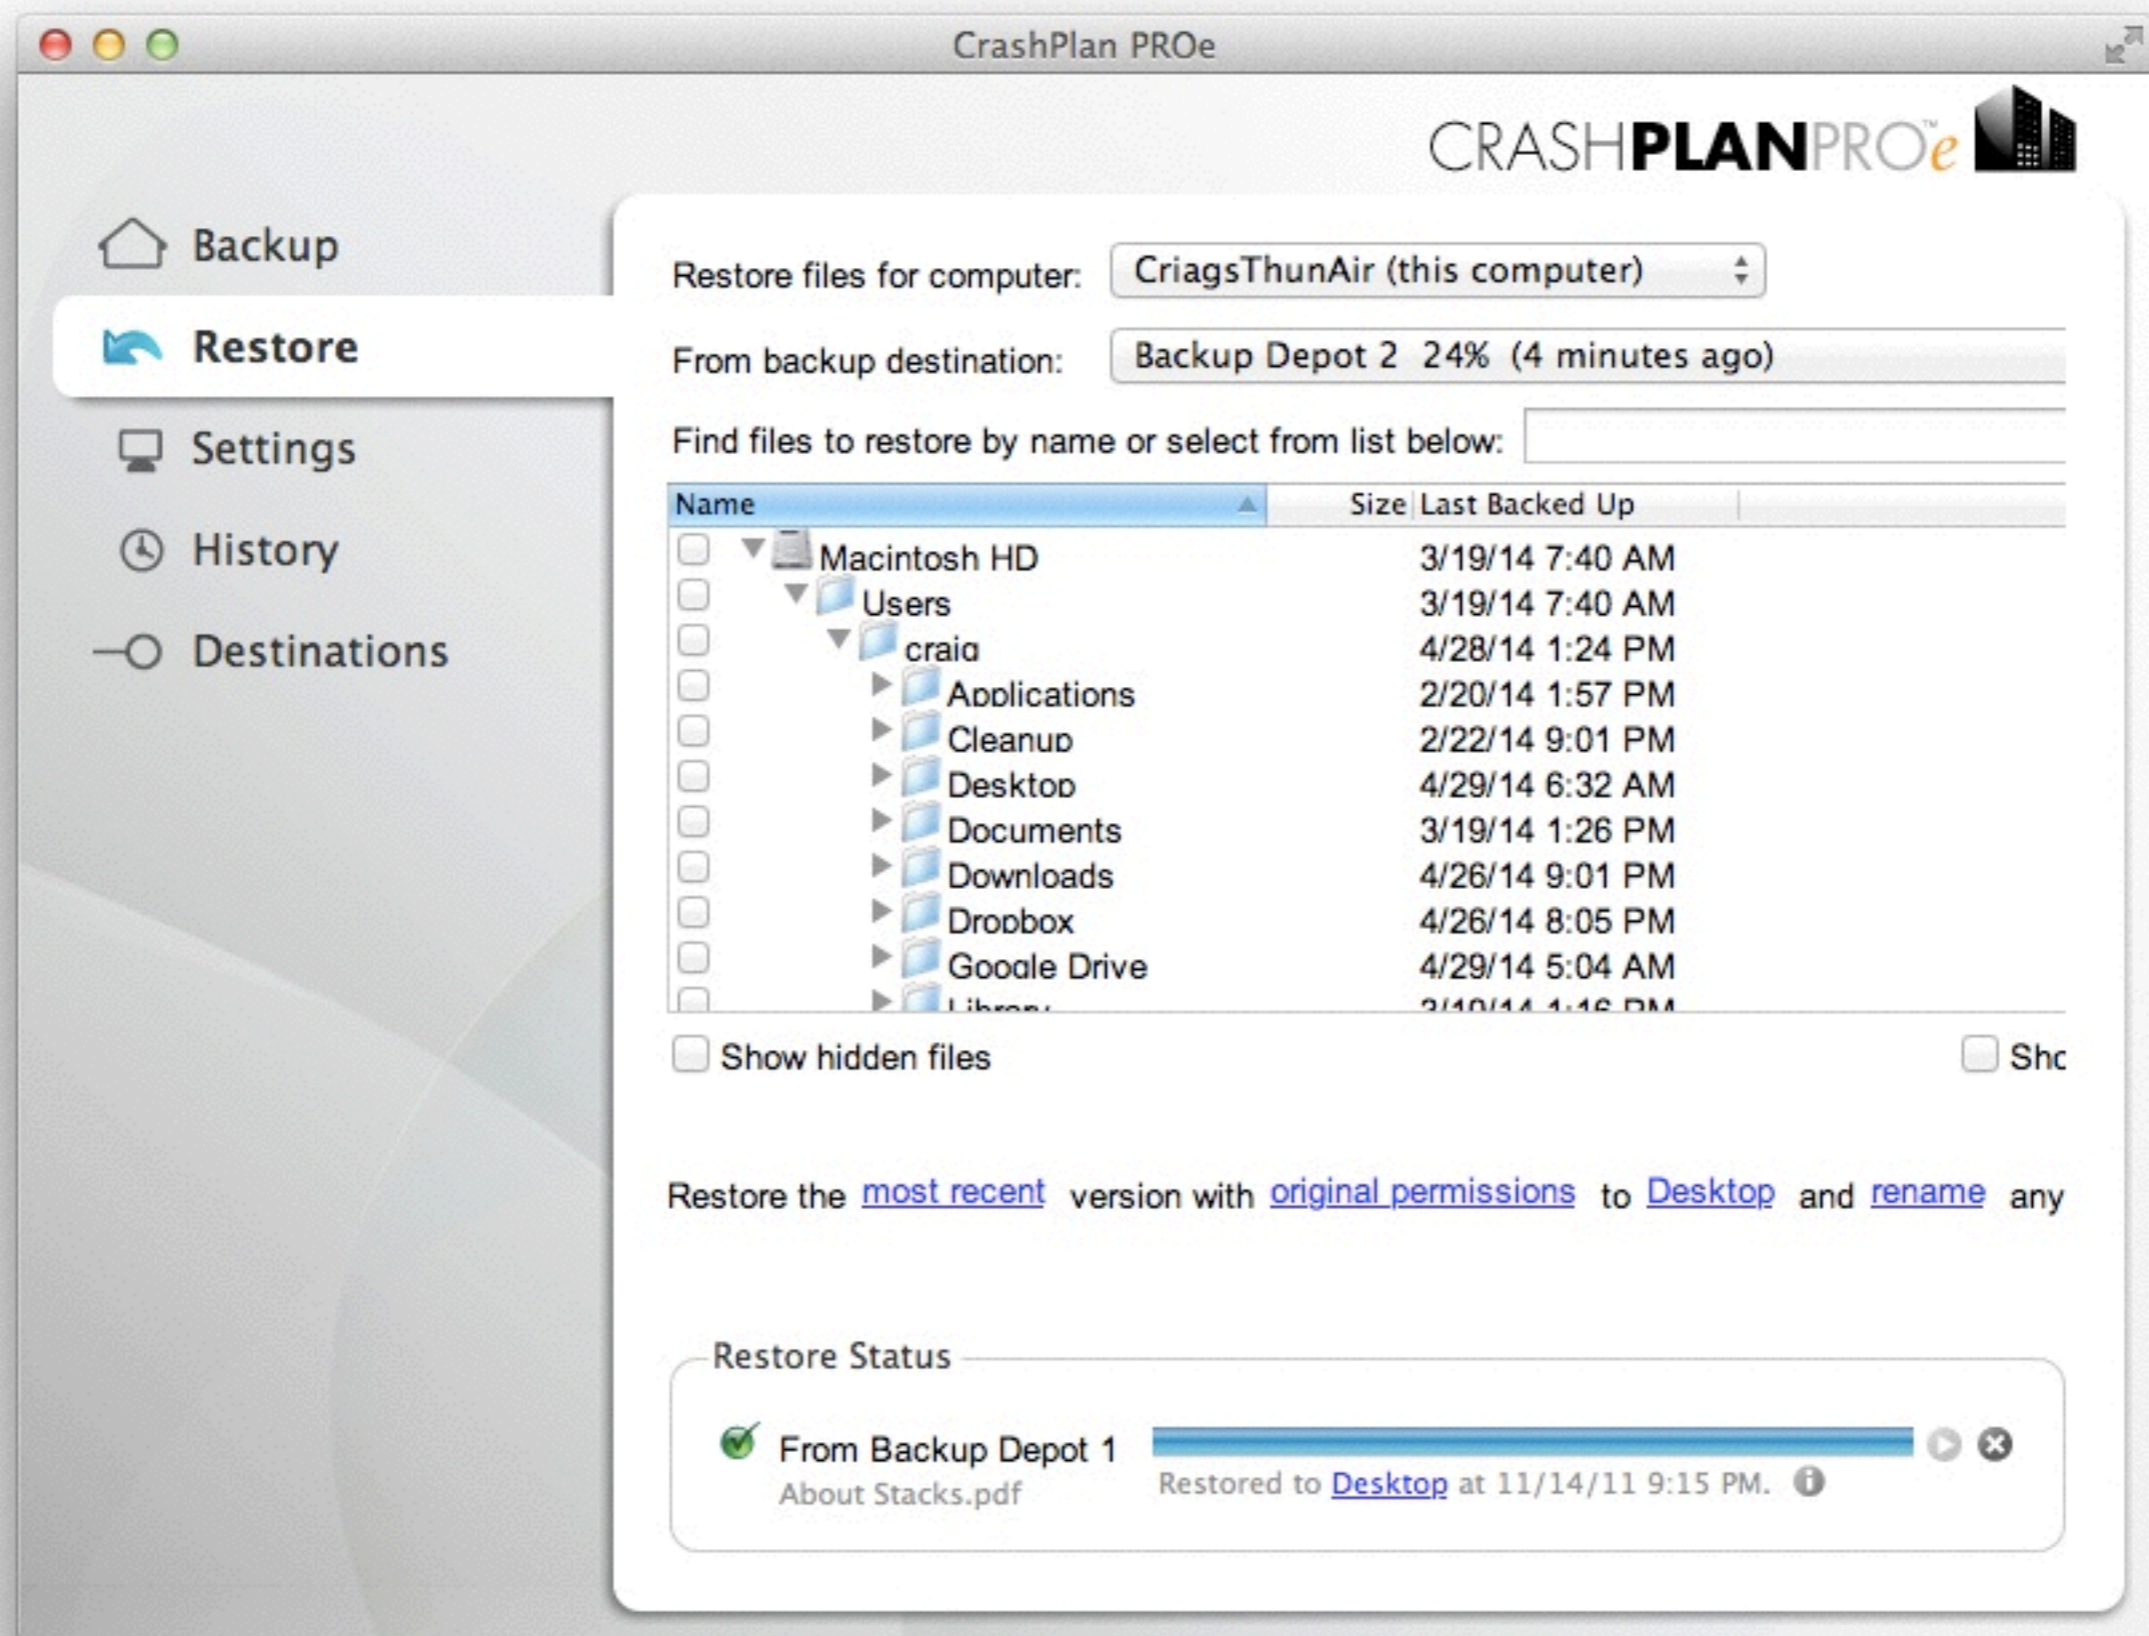 CrashPlan PROe
CRASHPLANPRO™e
Backup
Restore
Settings
History
Destinations
Restore files for computer: CriagsThunAir (this computer)
From backup destination: Backup Depot 2 24% (4 minutes ago)
Find files to restore by name or select from list below:
Name Size Last Backed Up
Macintosh HD 3/19/14 7:40 AM
Users 3/19/14 7:40 AM
craig 4/28/14 1:24 PM
Applications 2/20/14 1:57 PM
Cleanup 2/22/14 9:01 PM
Desktop 4/29/14 6:32 AM
Documents 3/19/14 1:26 PM
Downloads 4/26/14 9:01 PM
Dropbox 4/26/14 8:05 PM
Google Drive 4/29/14 5:04 AM
Library
Show hidden files
Restore the most recent version with original permissions to Desktop and rename any
Restore Status
From Backup Depot 1
About Stacks.pdf
Restored to Desktop at 11/14/11 9:15 PM.